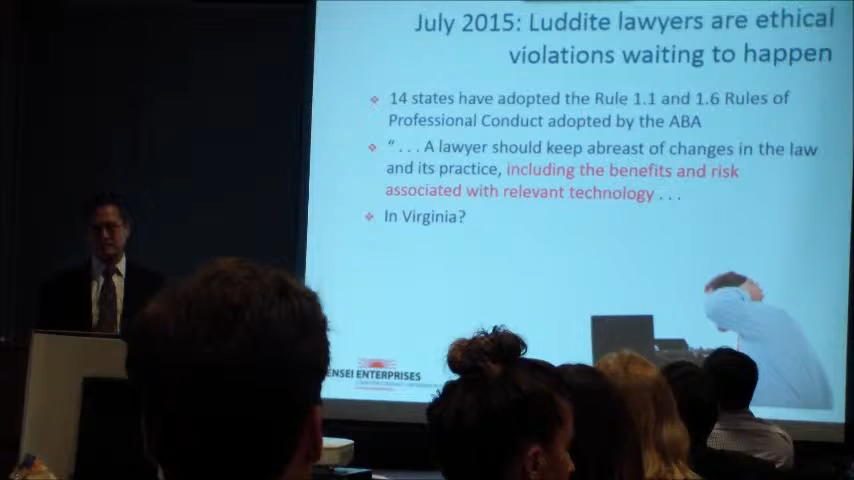 July 2015: Luddite lawyers are ethical
violations waiting to happen
14 states have adopted the Rule 1.1 and 1.6 Rules of
Professional Conduct adopted by the ABA
“ . . . A lawyer should keep abreast of changes in the law
and its practice, including the benefits and risk
associated with relevant technology . . .
In Virginia?
ENSEI ENTERPRISES